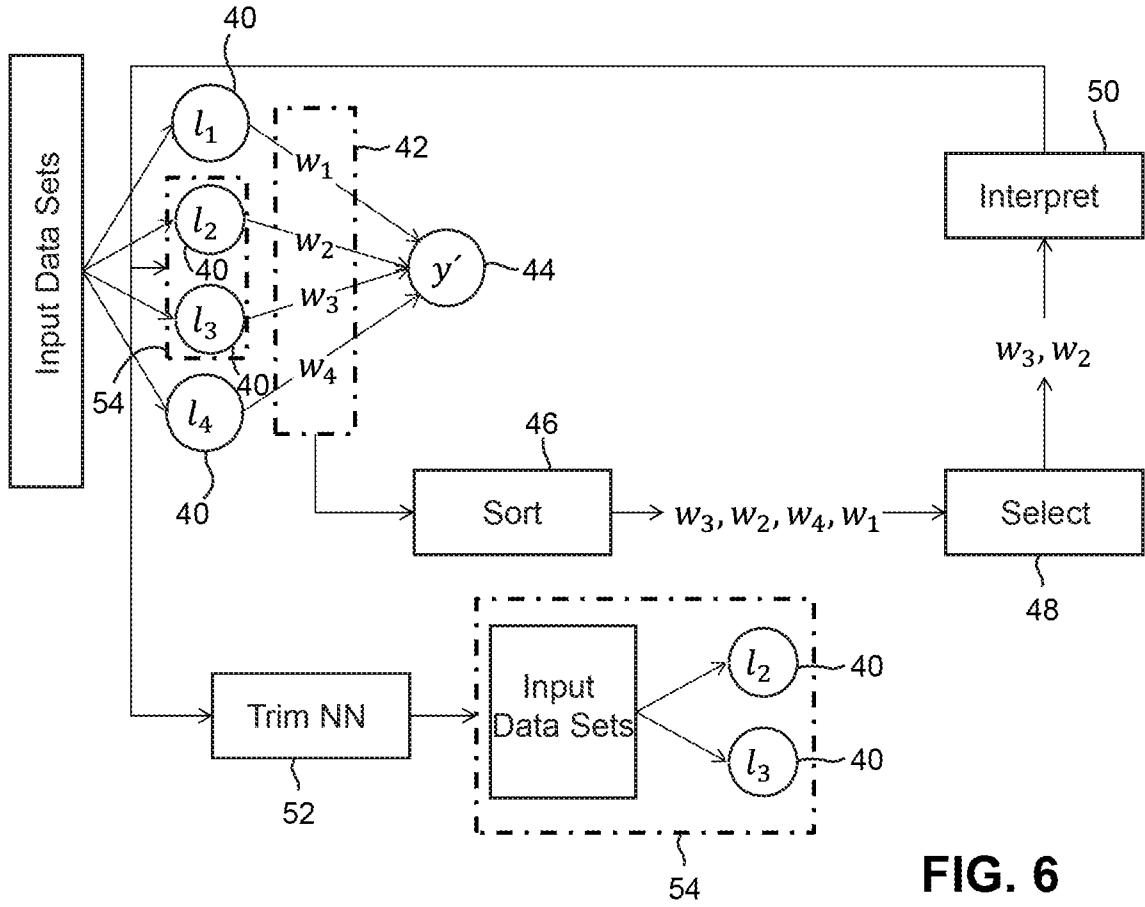 40
Input Data Sets
l₁
50
42
w₁
Interpret
l₂
w₂
40
y´
44
w₃
l₃
w₃, w₂
54
40
w₄
l₄
46
40
Sort
w₃, w₂, w₄, w₁
Select
48
Input
Data Sets
l₂
40
Trim NN
l₃
40
52
54
FIG. 6